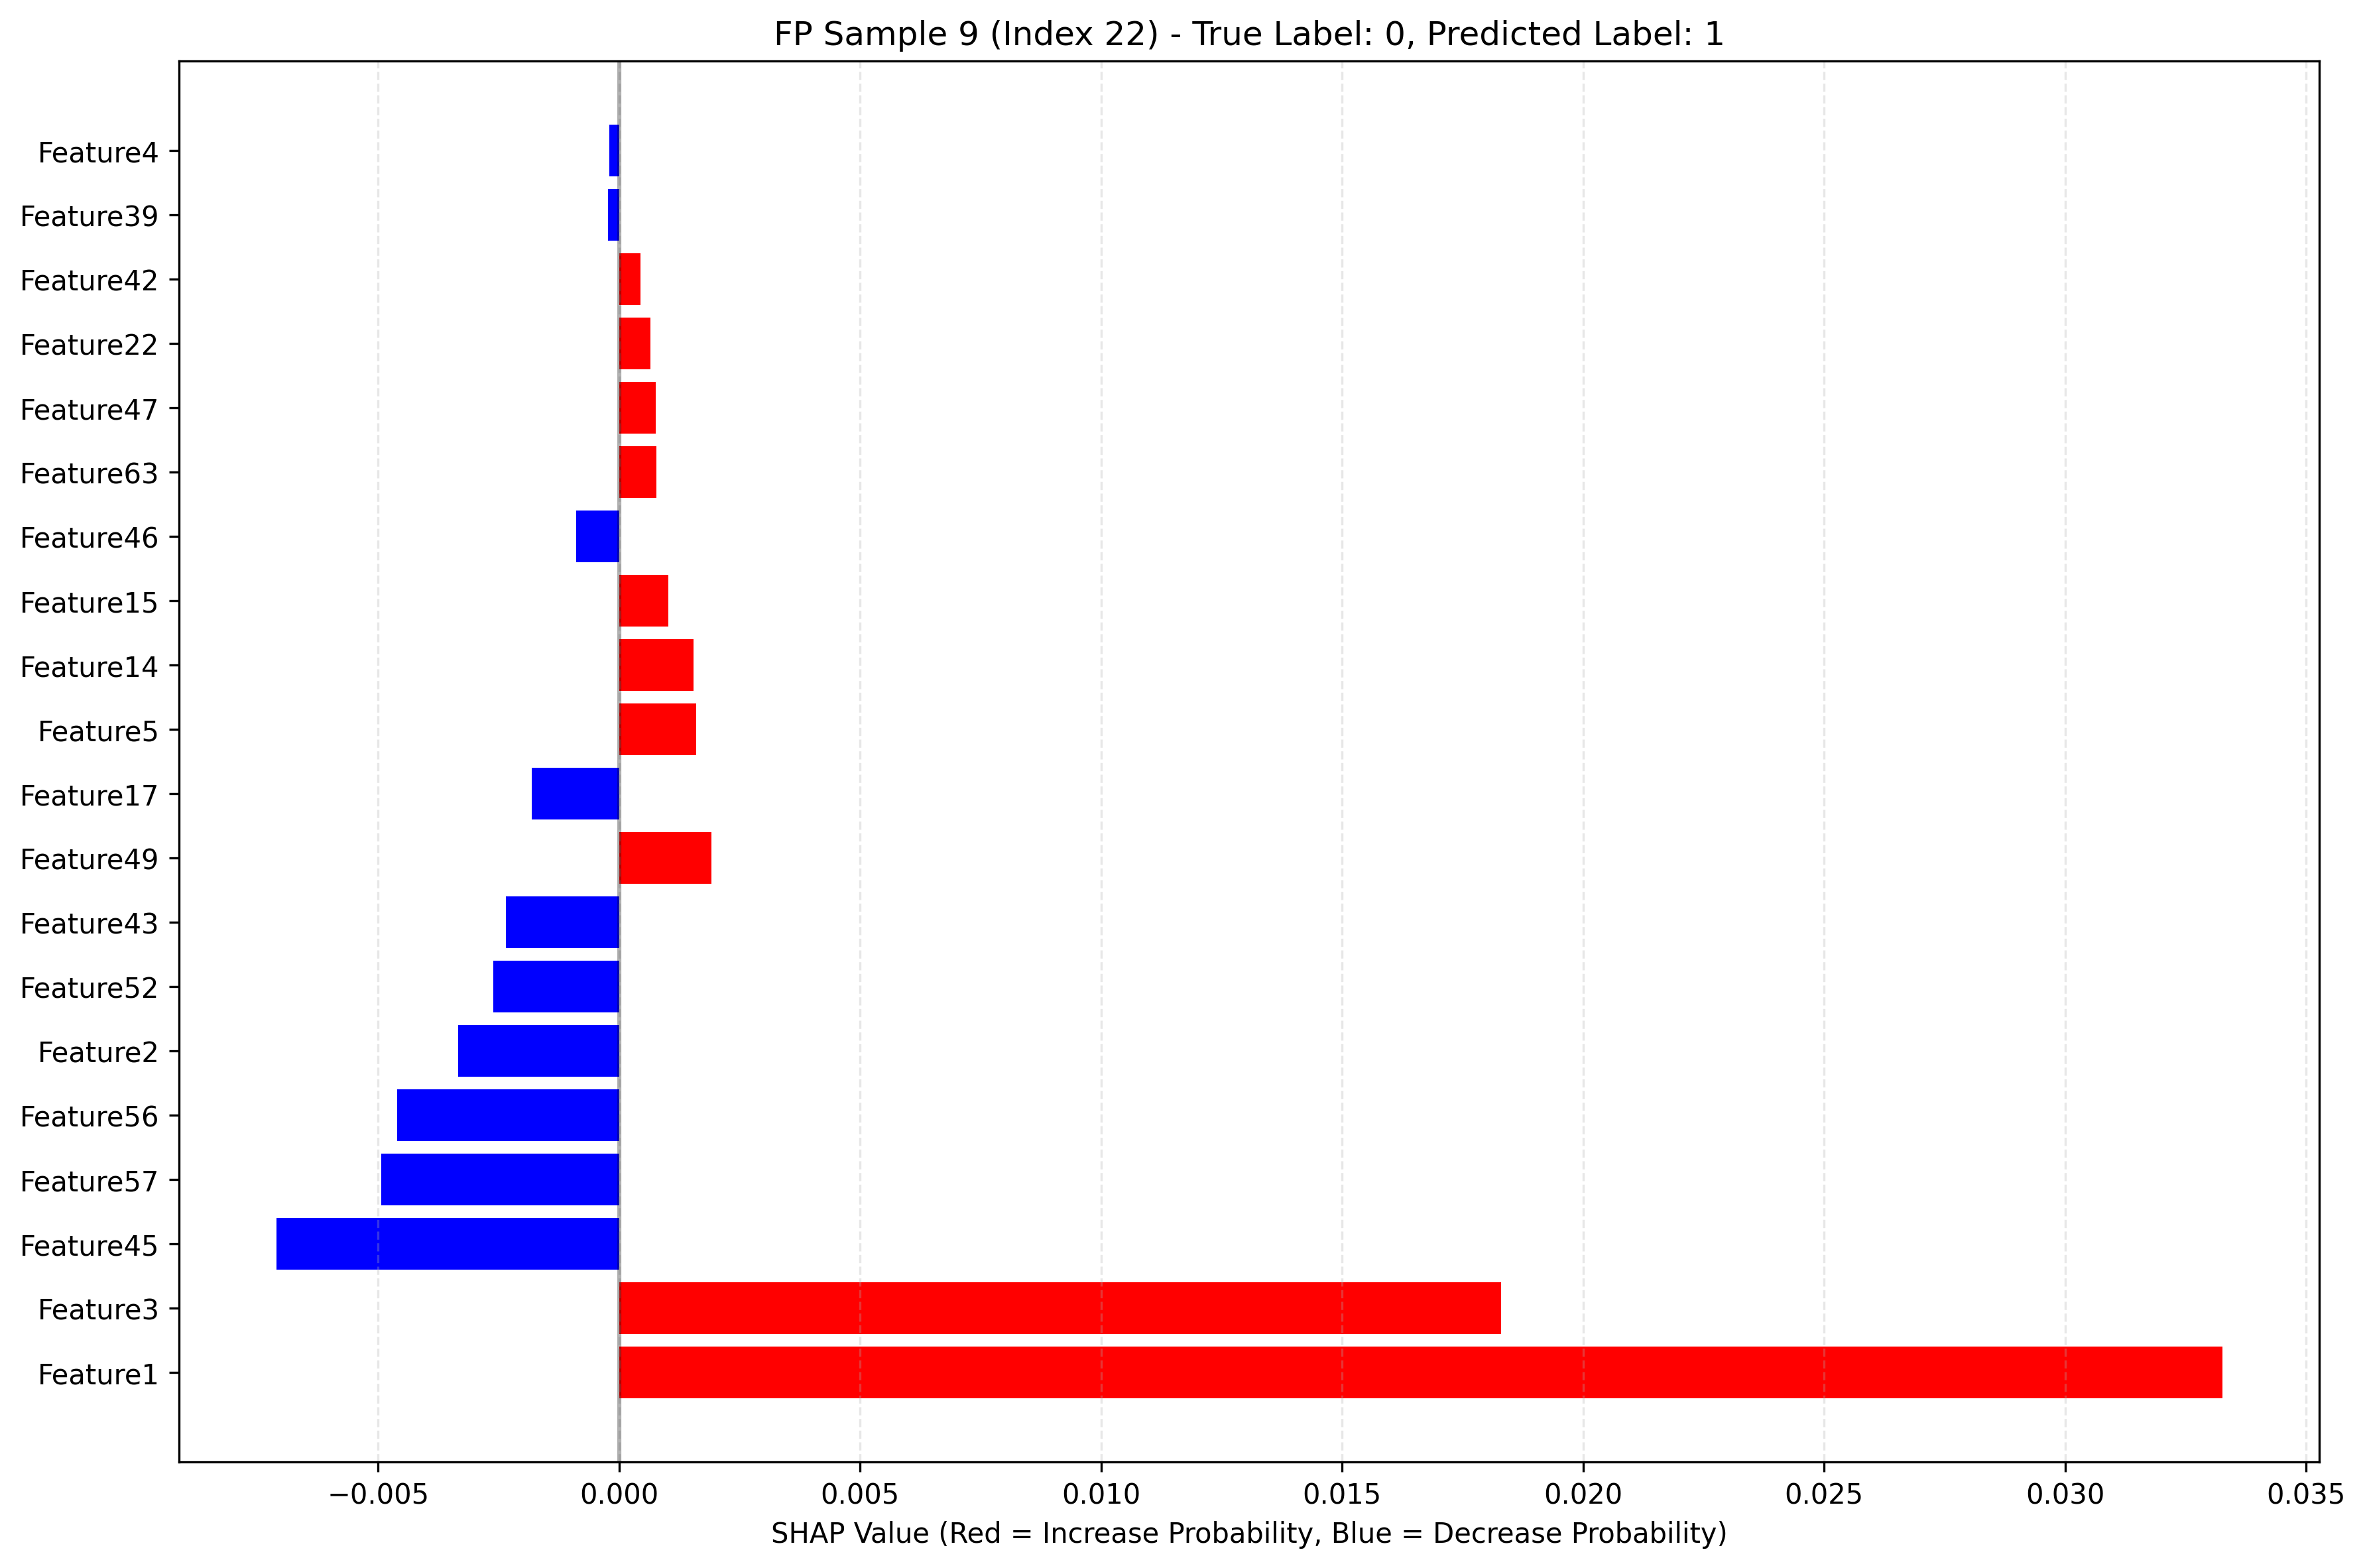 FP Sample 9 (Index 22) - True Label: 0, Predicted Label: 1
Feature4
Feature39
Feature42
Feature22
Feature47
Feature63
Feature46
Feature15
Feature14
Feature5
Feature17
Feature49
Feature43
Feature52
Feature2
Feature56
Feature57
Feature45
Feature3
Feature1
−0.005 0.000 0.005 0.010 0.015 0.020 0.025 0.030 0.035
SHAP Value (Red = Increase Probability, Blue = Decrease Probability)